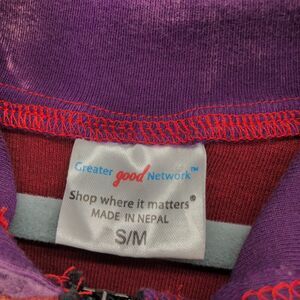 Greater good Network™
Shop where it matters®
MADE IN NEPAL
S/M